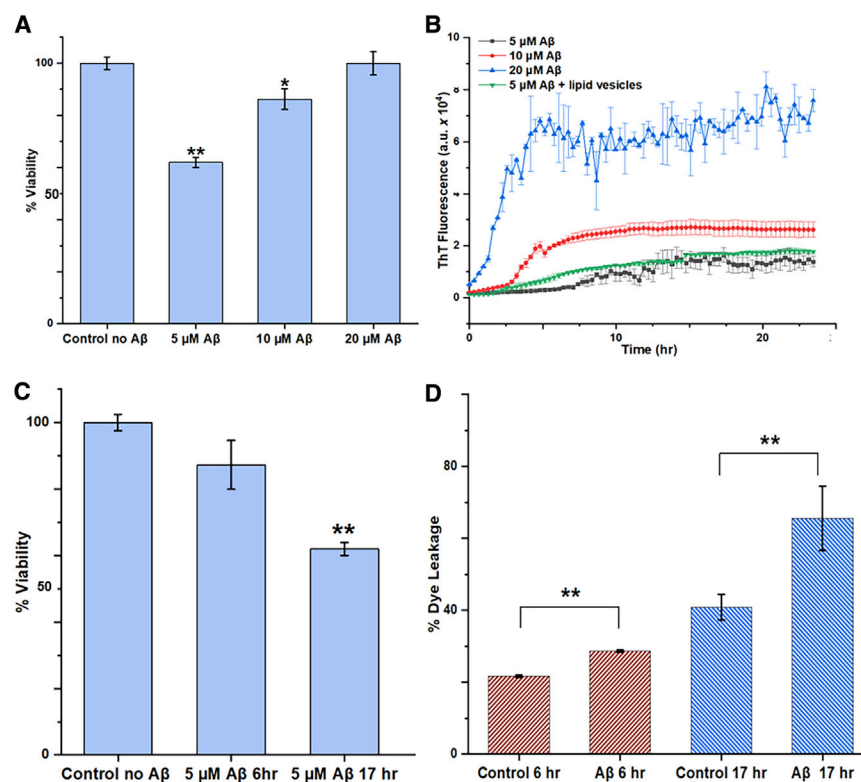 A
% Viability
100
50
0
**
*
Control no Aβ
5 µM Aβ
10 µM Aβ
20 µM Aβ
B
5 µM Aβ
10 µM Aβ
20 µM Aβ
5 µM Aβ + lipid vesicles
ThT Fluorescence (a.u. x 10⁴)
10
8
6
4
2
0
0
5
10
20
Time (hr)
C
% Viability
100
50
0
**
Control no Aβ
5 µM Aβ 6hr
5 µM Aβ 17 hr
D
% Dye Leakage
80
40
0
**
**
Control 6 hr
Aβ 6 hr
Control 17 hr
Aβ 17 hr